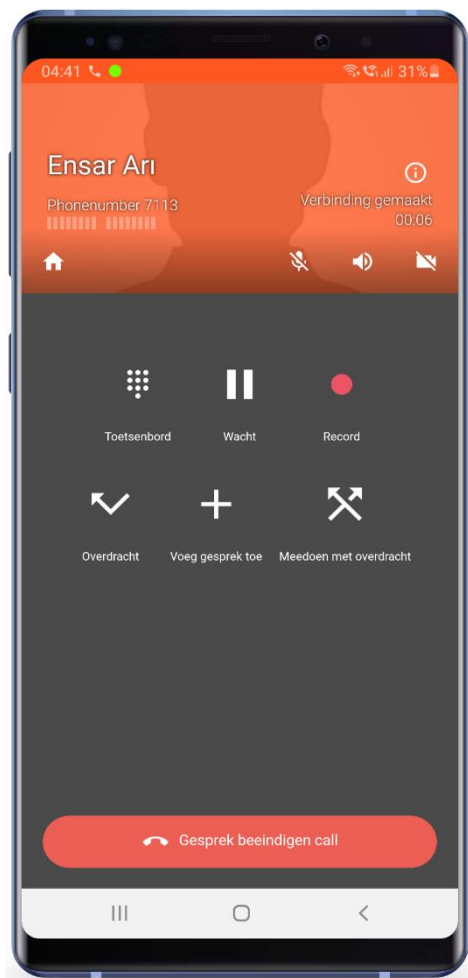 04:41 31%
Ensar Arı
Phonenumber 7113
Verbinding gemaakt
00:06
Toetsenbord Wacht Record
Overdracht Voeg gesprek toe Meedoen met overdracht
Gesprek beeindigen call